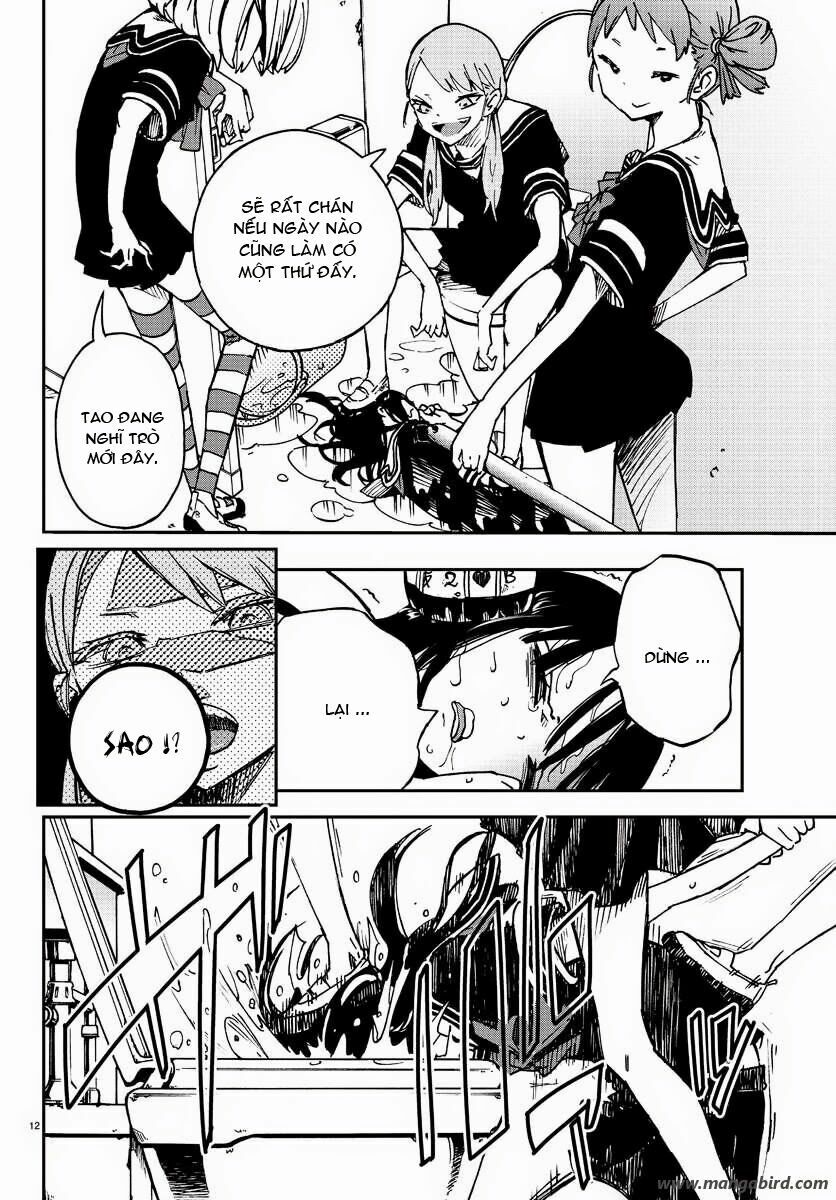 SẼ RẤT CHÁN
NẾU NGÀY NÀO
CŨNG LÀM CÓ
MỘT THỨ ĐẤY.
TAO ĐANG
NGHĨ TRÒ
MỚI ĐÂY.
DỪNG ...
LẠI ...
2♥B
SAO !?
12
www.mangabird.com